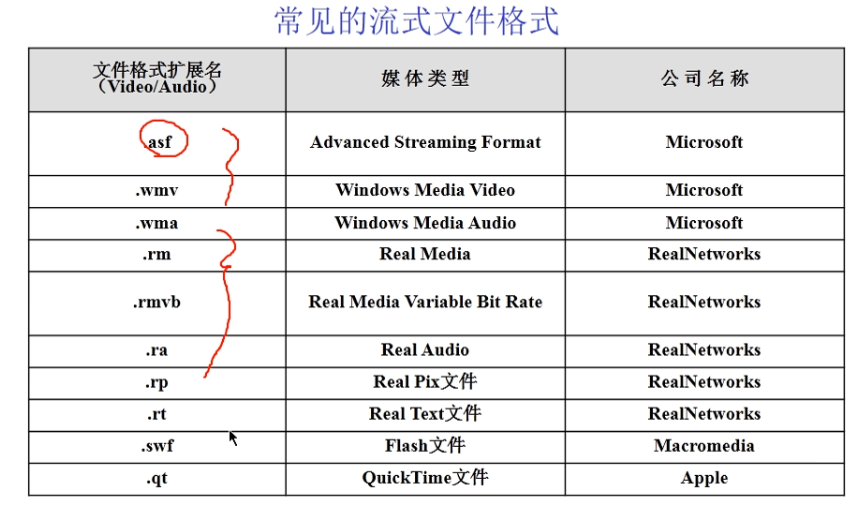 常见的流式文件格式
文件格式扩展名 媒体类型 公司名称
（Video/Audio）
.asf Advanced Streaming Format Microsoft
.wmv Windows Media Video Microsoft
.wma Windows Media Audio Microsoft
.rm Real Media RealNetworks
.rmvb Real Media Variable Bit Rate RealNetworks
.ra Real Audio RealNetworks
.rp Real Pix文件 RealNetworks
.rt Real Text文件 RealNetworks
.swf Flash文件 Macromedia
.qt QuickTime文件 Apple